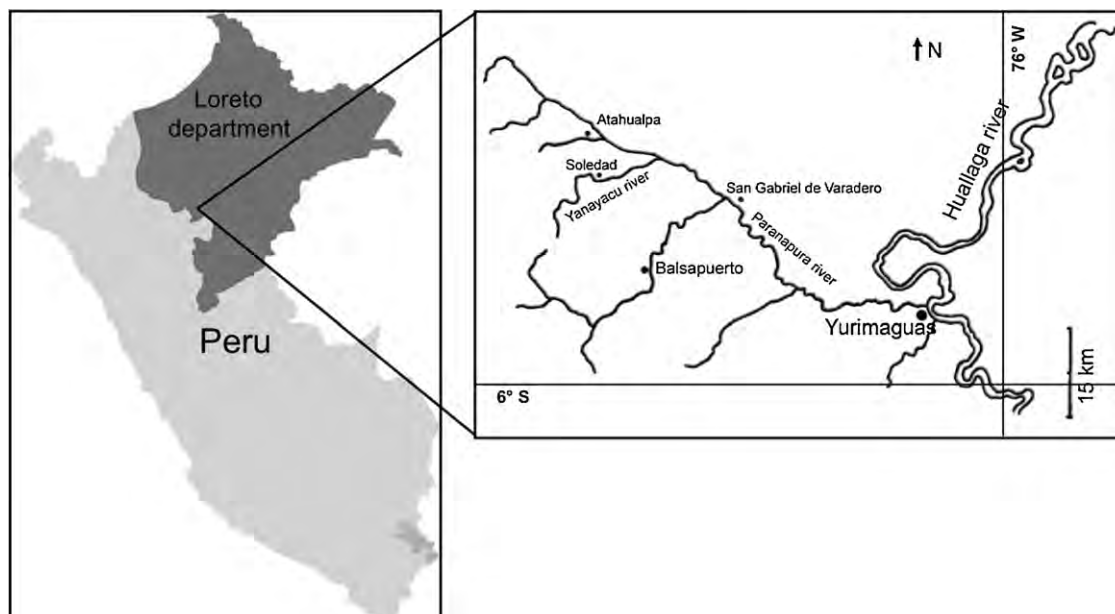 Loreto
department
Peru
N
76° W
Atahualpa
Huallaga river
Soledad
Yanayacu river
San Gabriel de Varadero
Paranapura river
Balsapuerto
Yurimaguas
6° S
15 km